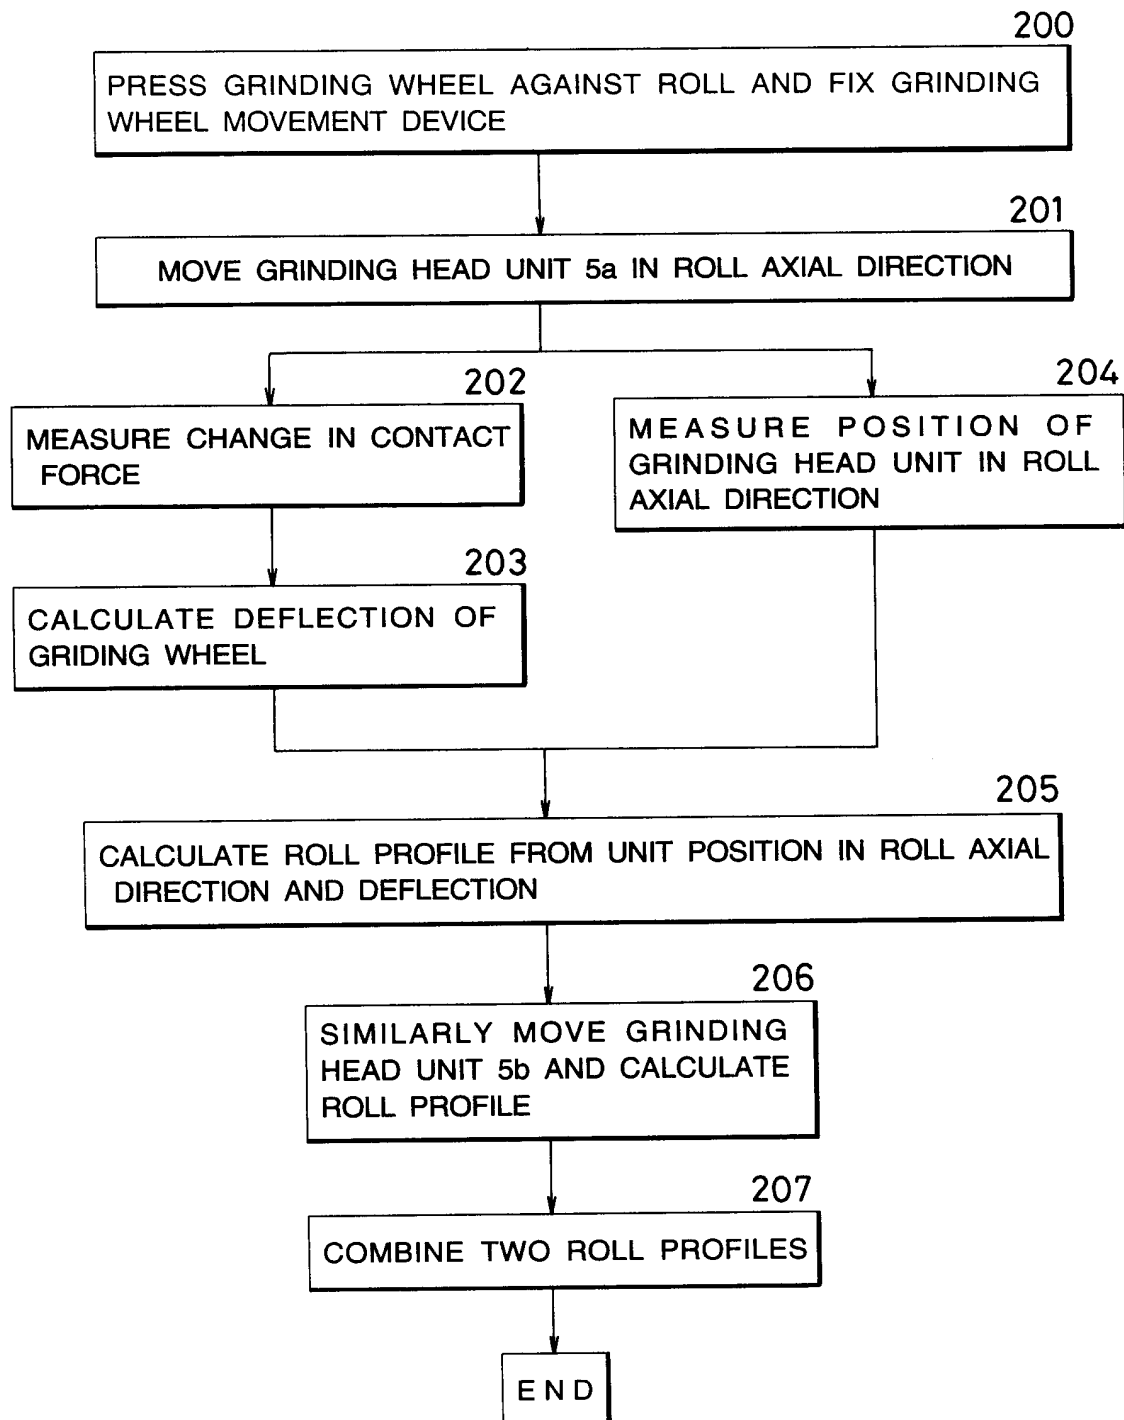 200
PRESS GRINDING WHEEL AGAINST ROLL AND FIX GRINDING
WHEEL MOVEMENT DEVICE
201
MOVE GRINDING HEAD UNIT 5a IN ROLL AXIAL DIRECTION
202
MEASURE CHANGE IN CONTACT
FORCE
204
MEASURE POSITION OF
GRINDING HEAD UNIT IN ROLL
AXIAL DIRECTION
203
CALCULATE DEFLECTION OF
GRIDING WHEEL
205
CALCULATE ROLL PROFILE FROM UNIT POSITION IN ROLL AXIAL
DIRECTION AND DEFLECTION
206
SIMILARLY MOVE GRINDING
HEAD UNIT 5b AND CALCULATE
ROLL PROFILE
207
COMBINE TWO ROLL PROFILES
END